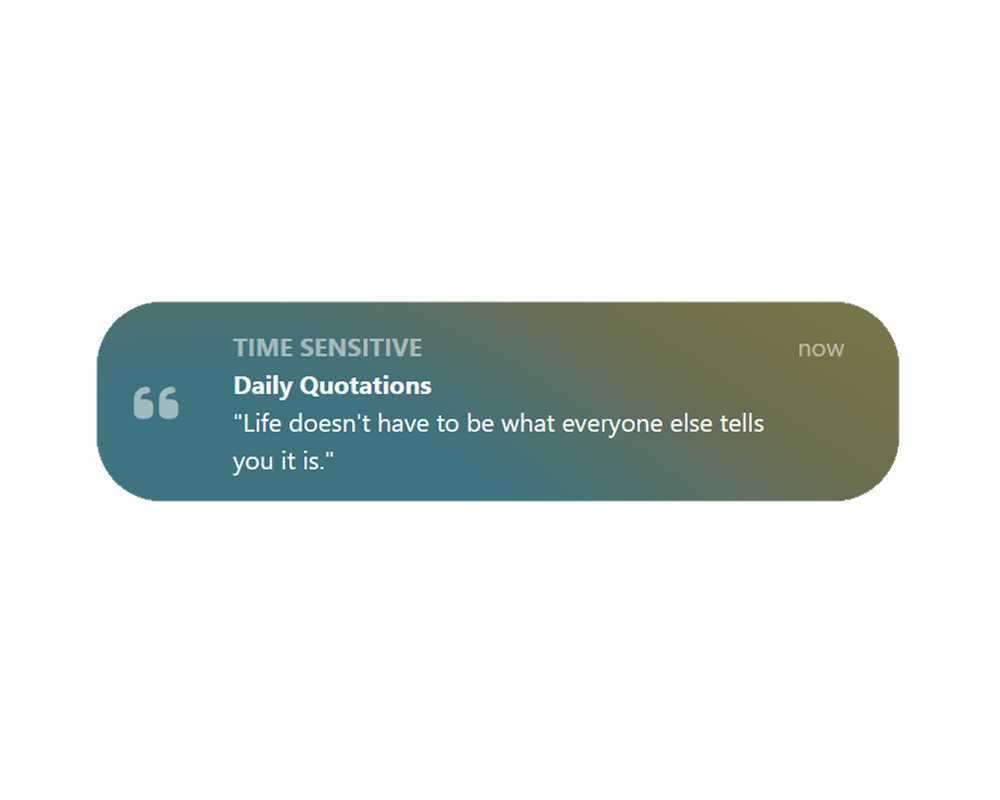 TIME SENSITIVE
now
Daily Quotations
"Life doesn't have to be what everyone else tells
you it is."